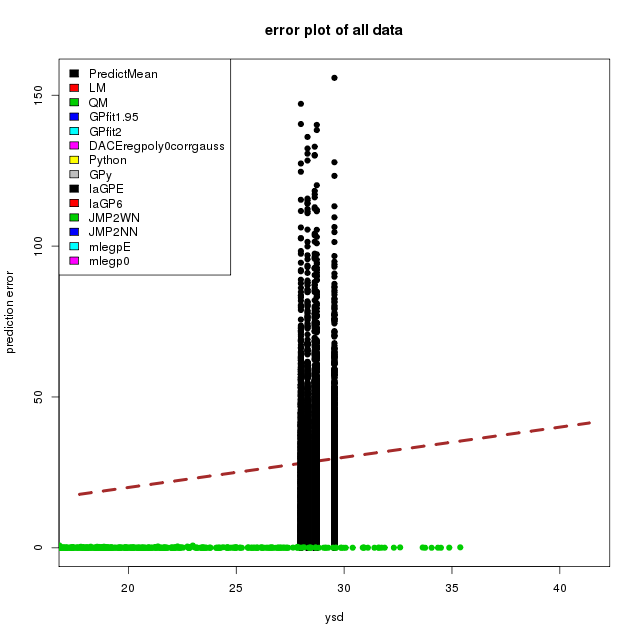 error plot of all data
PredictMean
LM
QM
GPfit1.95
GPfit2
DACEregpoly0corrgauss
Python
GPy
laGPE
laGP6
JMP2WN
JMP2NN
mlegpE
mlegp0
prediction error
150
100
50
0
20 25 30 35 40
ysd